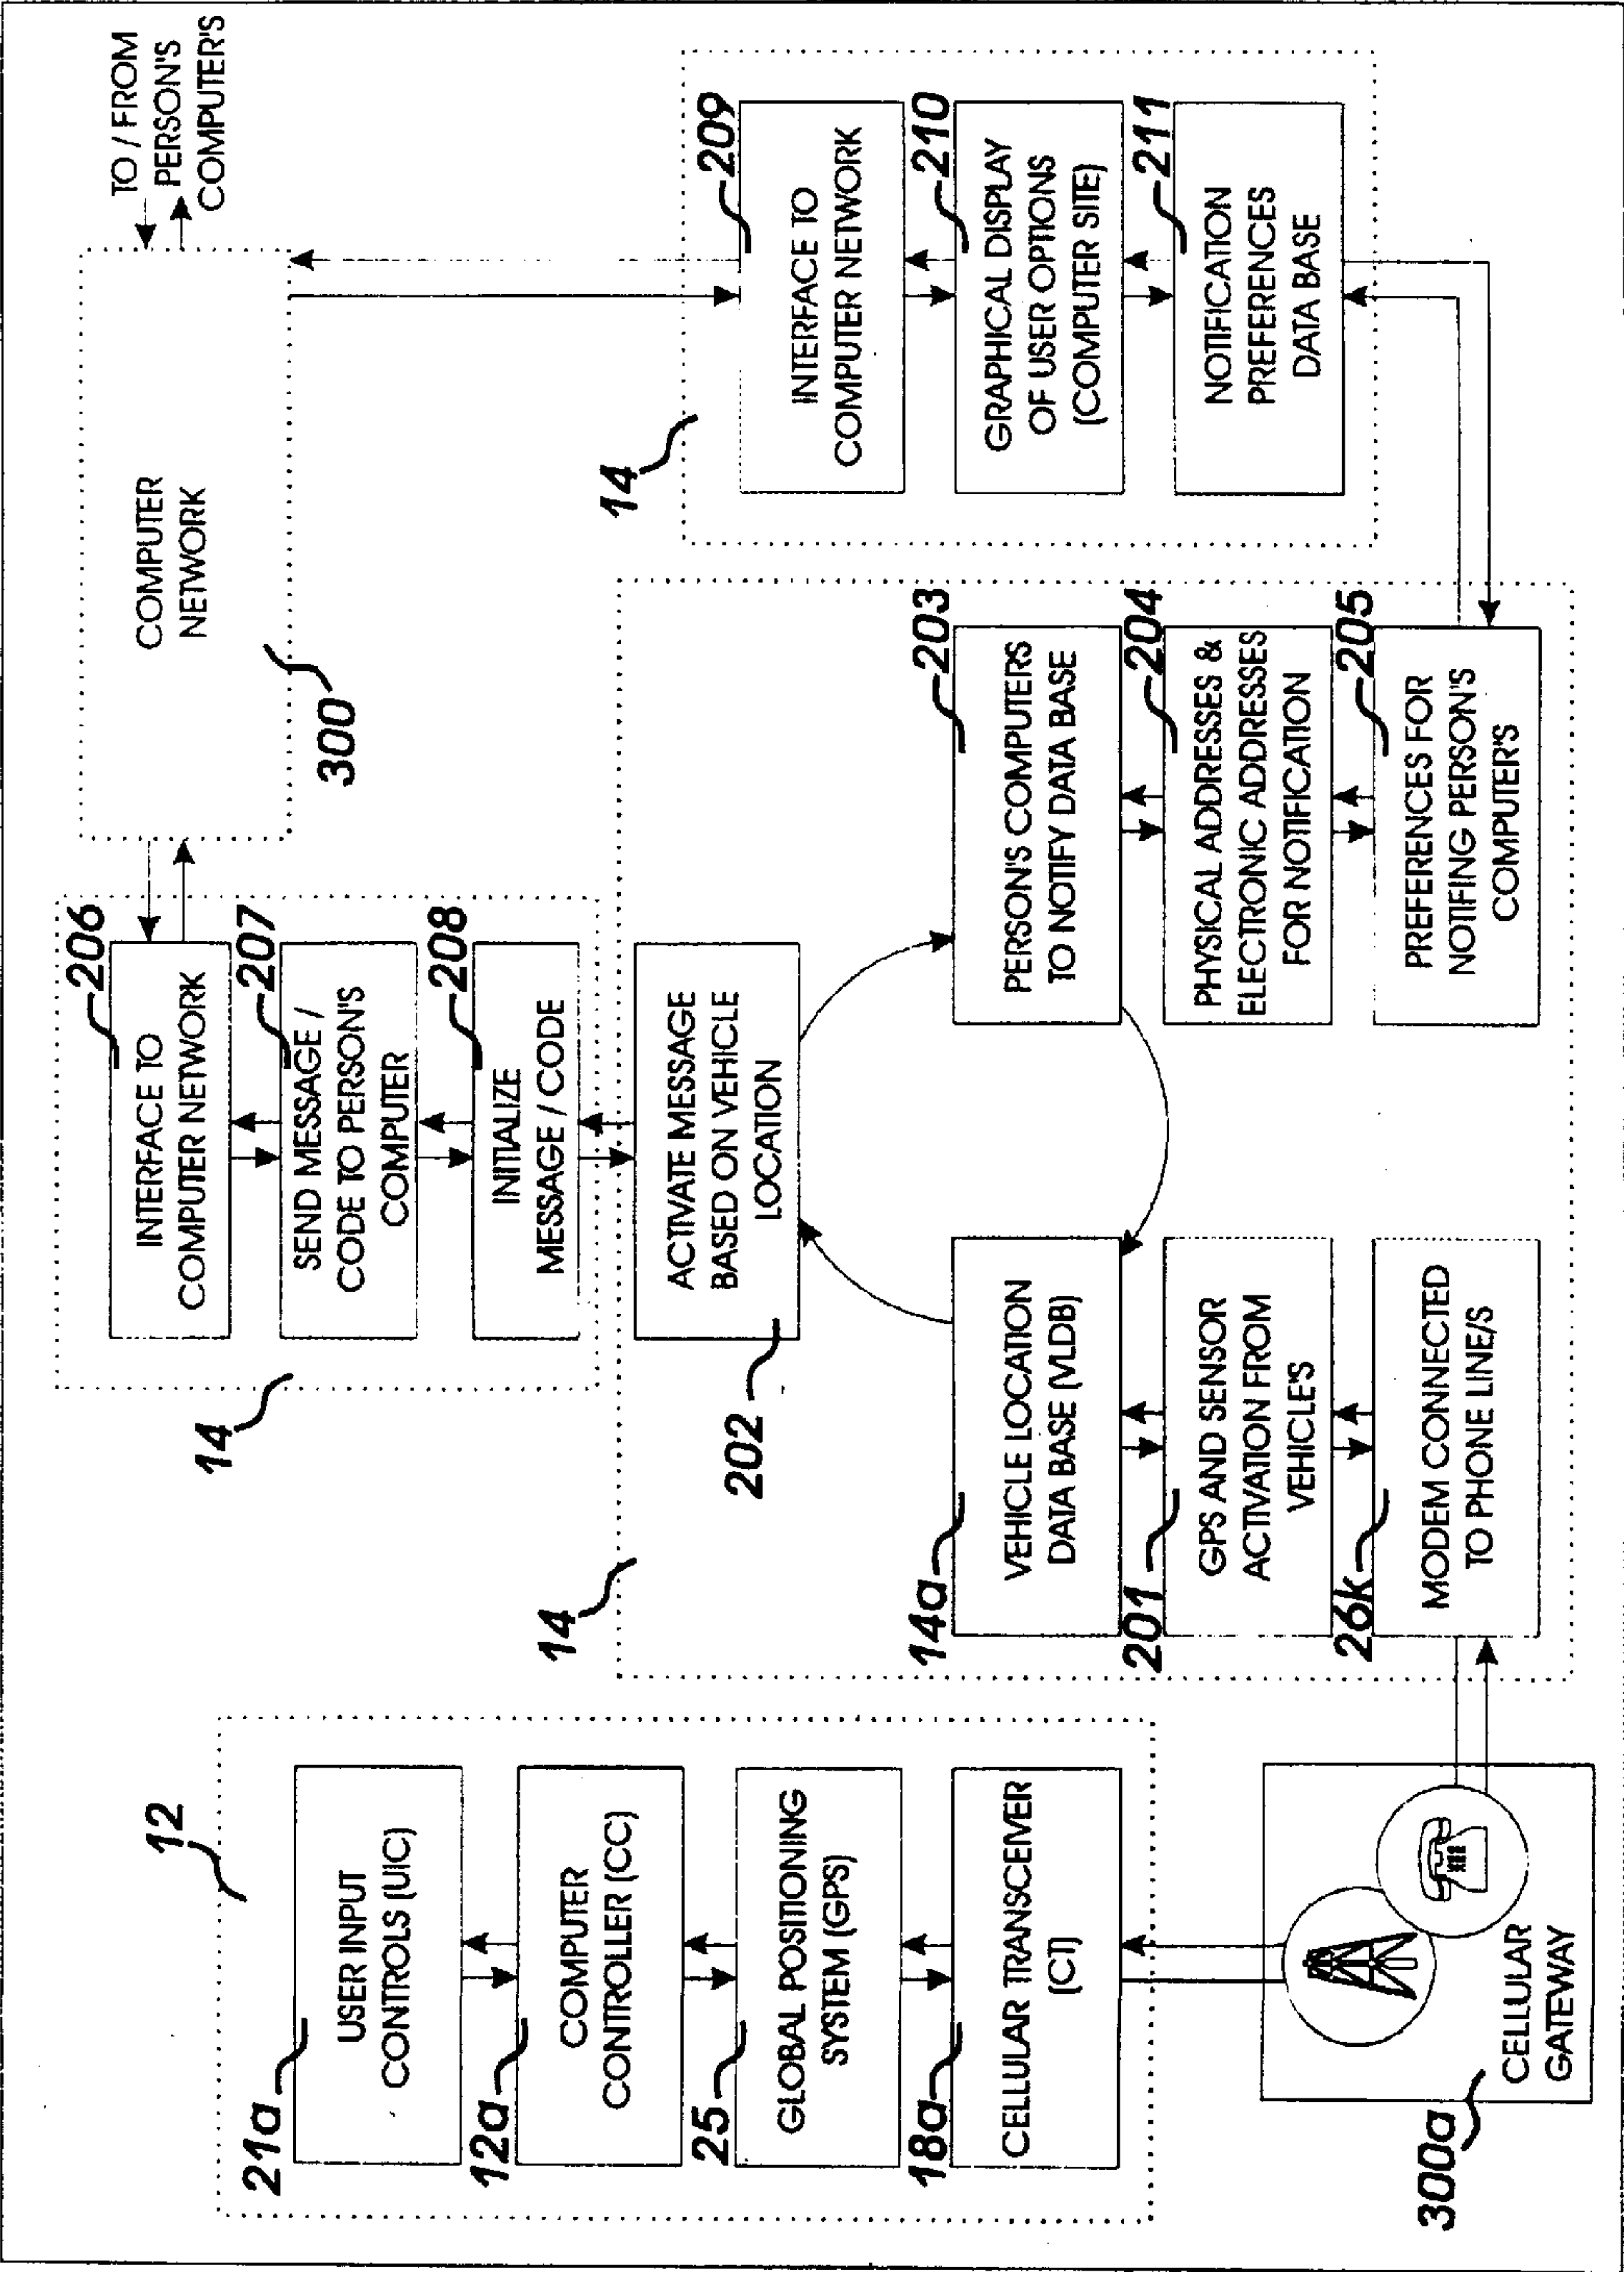 12
21a
USER INPUT
CONTROLS (UIC)
12a
COMPUTER
CONTROLLER (CC)
25
GLOBAL POSITIONING
SYSTEM (GPS)
18a
CELLULAR TRANSCEIVER
(CT)
300a
CELLULAR
GATEWAY
14
206
INTERFACE TO
COMPUTER NETWORK
207
SEND MESSAGE /
CODE TO PERSON'S
COMPUTER
208
INITIALIZE
MESSAGE / CODE
14
202
ACTIVATE MESSAGE
BASED ON VEHICLE
LOCATION
14a
VEHICLE LOCATION
DATA BASE (VLDB)
201
GPS AND SENSOR
ACTIVATION FROM
VEHICLE'S
26k
MODEM CONNECTED
TO PHONE LINE/S
203
PERSON'S COMPUTERS
TO NOTIFY DATA BASE
204
PHYSICAL ADDRESSES &
ELECTRONIC ADDRESSES
FOR NOTIFICATION
205
PREFERENCES FOR
NOTIFING PERSON'S
COMPUTER'S
COMPUTER
NETWORK
300
TO / FROM
PERSON'S
COMPUTER'S
14
209
INTERFACE TO
COMPUTER NETWORK
210
GRAPHICAL DISPLAY
OF USER OPTIONS
(COMPUTER SITE)
211
NOTIFICATION
PREFERENCES
DATA BASE